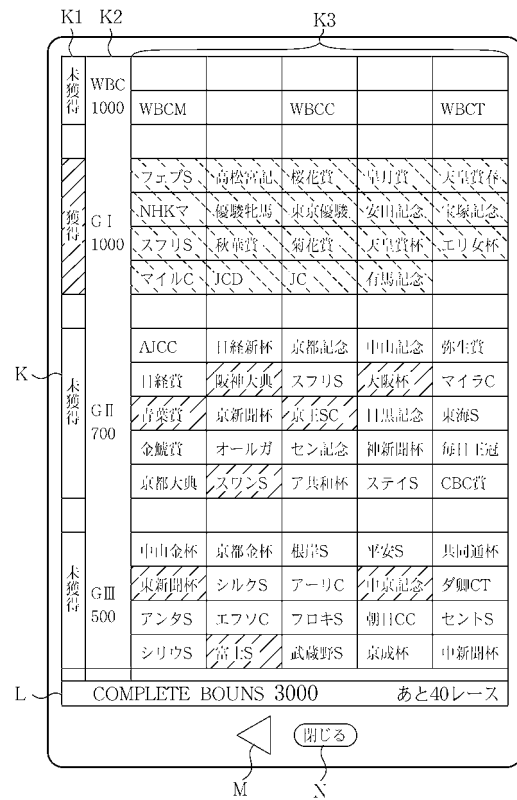 K1 K2 K3
未獲得 WBC 1000
WBCM WBCC WBCT
獲得 GⅠ 1000
フェブS 高松宮記 桜花賞 皐月賞 天皇賞春
NHKマ 優駿牝馬 東京優駿 安田記念 宝塚記念
スプリS 秋華賞 菊花賞 天皇賞秋 エリ女杯
マイルC JCD JC 有馬記念
K
未獲得 GⅡ 700
AJCC 日経新杯 京都記念 中山記念 弥生賞
日経賞 阪神大典 スプリS 大阪杯 マイラC
青葉賞 京新聞杯 京王SC 目黒記念 東海S
金鯱賞 オールカ セン記念 神新聞杯 毎日王冠
京都大典 スワンS ア共和杯 ステイS CBC賞
未獲得 GⅢ 500
中山金杯 京都金杯 根岸S 平安S 共同通杯
東新聞杯 シルクS アーリC 中京記念 ダ卿CT
アンタS エプソC プロキS 朝日CC セントS
シリウS 富士S 武蔵野S 京成杯 中新聞杯
L
COMPLETE BOUNS 3000 あと40レース
閉じる
M N